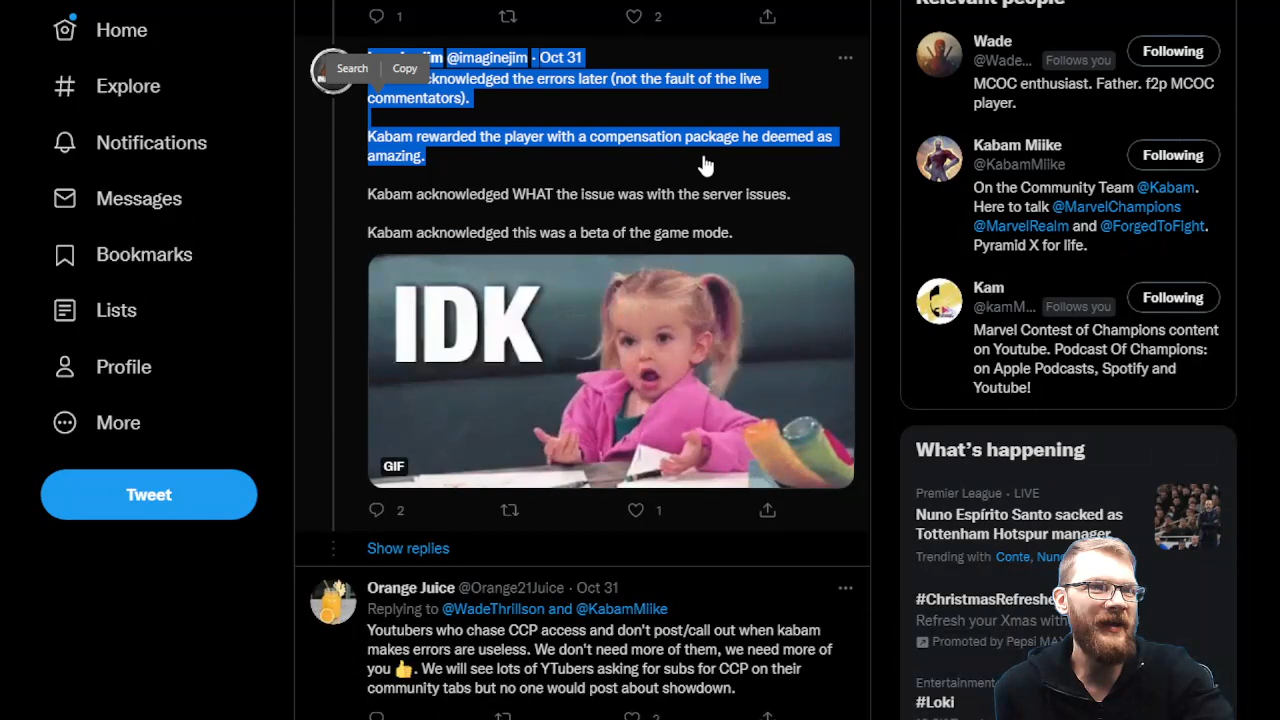 Home
Explore
Notifications
Messages
Bookmarks
Lists
Profile
More
Tweet
1
2
@imaginejim · Oct 31
Search
Copy
acknowledged the errors later (not the fault of the live
commentators).
Kabam rewarded the player with a compensation package he deemed as
amazing.
Kabam acknowledged WHAT the issue was with the server issues.
Kabam acknowledged this was a beta of the game mode.
IDK
GIF
2
1
Show replies
Orange Juice @Orange21Juice · Oct 31
Replying to @WadeThrillson and @KabamMiike
Youtubers who chase CCP access and don't post/call out when kabam
makes errors are useless. We don't need more of them, we need more of
you 👍. We will see lots of YTubers asking for subs for CCP on their
community tabs but no one would post about showdown.
Relevant people
Wade
@Wade... Follows you
Following
MCOC enthusiast. Father. f2p MCOC
player.
Kabam Miike
@KabamMiike
Following
On the Community Team @Kabam.
Here to talk @MarvelChampions
@MarvelRealm and @ForgedToFight.
Pyramid X for life.
Kam
@kamM... Follows you
Following
Marvel Contest of Champions content
on Youtube. Podcast Of Champions:
on Apple Podcasts, Spotify and
Youtube!
What's happening
Premier League · LIVE
Nuno Espírito Santo sacked as
Tottenham Hotspur manager
Trending with Conte, Nuno
#ChristmasRefreshe
Refresh your Xmas with
Promoted by Pepsi MAX
Entertainment
#Loki